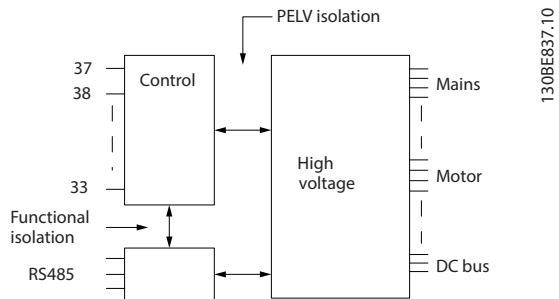 PELV isolation
130BE837.10
37
38
33
Control
Mains
High
voltage
Motor
Functional
isolation
RS485
DC bus